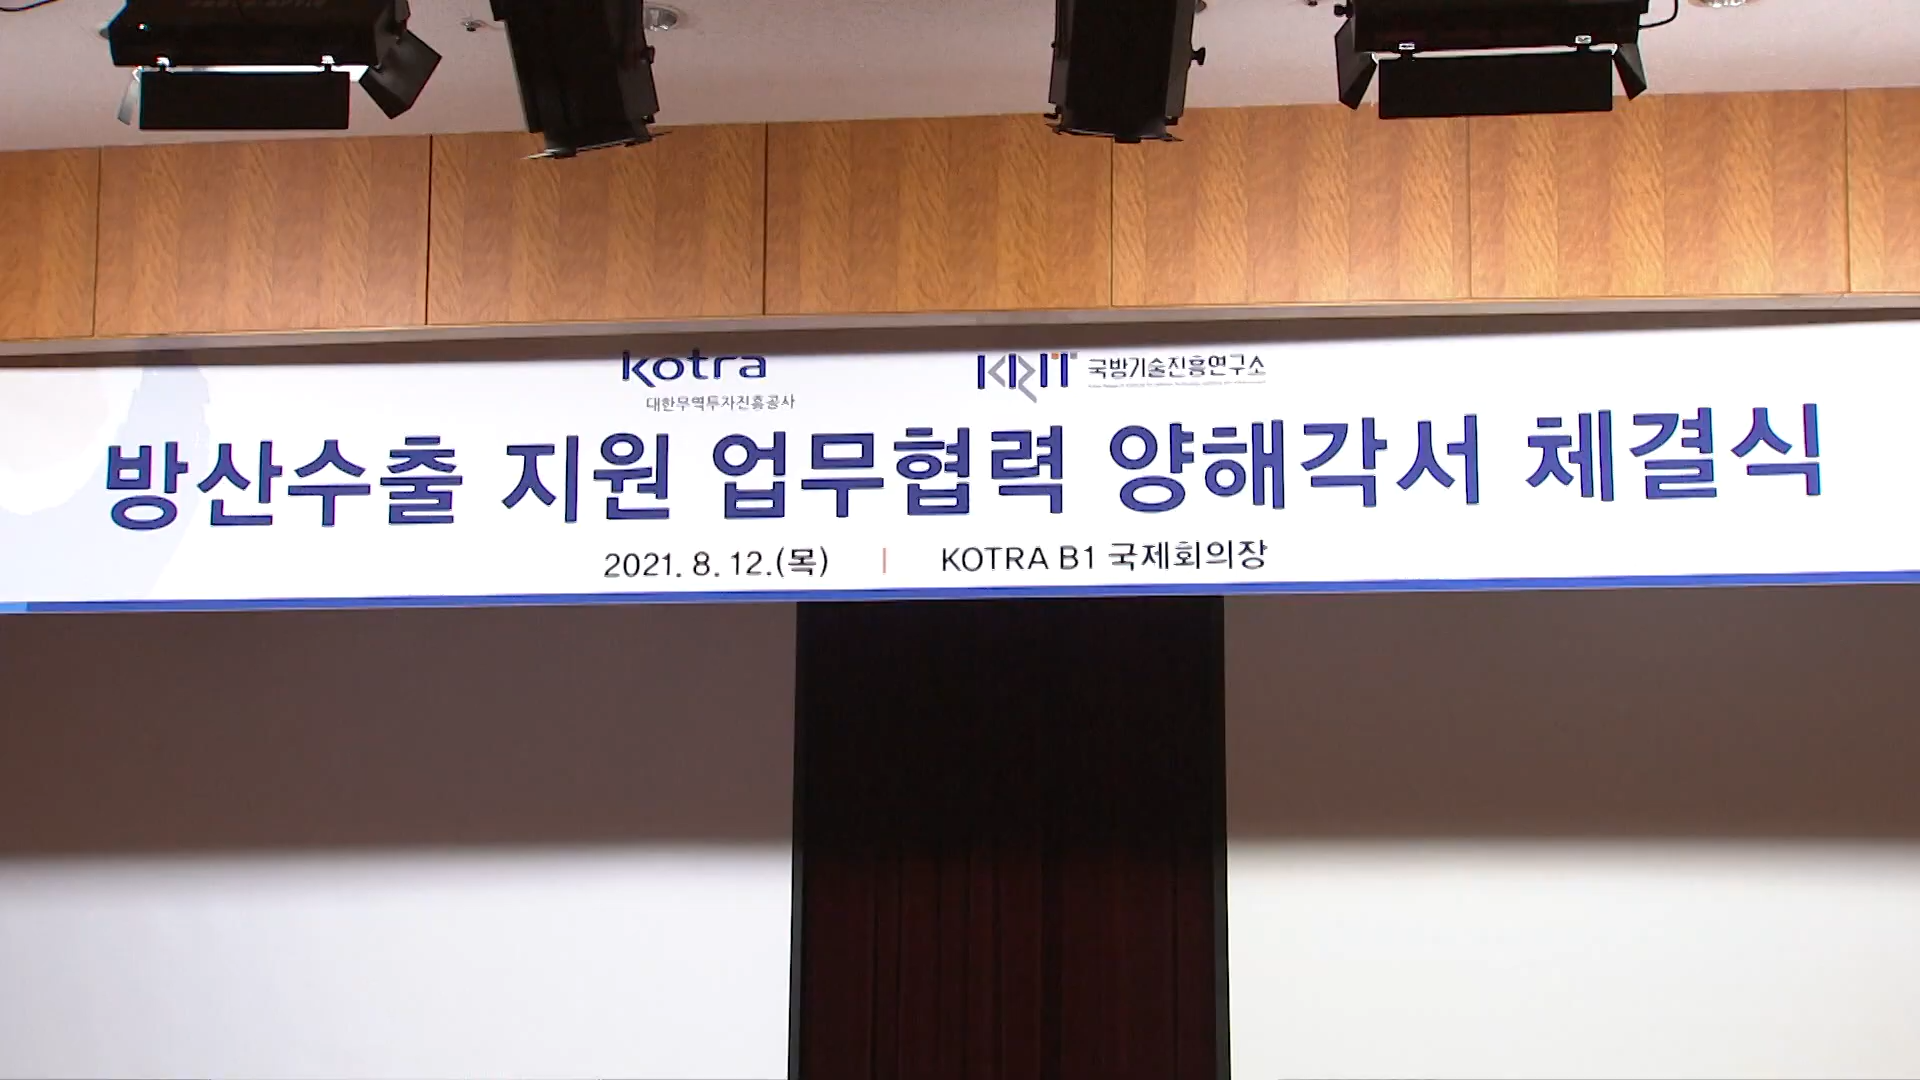 kotra
대한무역투자진흥공사
KRIT 국방기술진흥연구소
방산수출 지원 업무협력 양해각서 체결식
2021. 8. 12.(목) | KOTRA B1 국제회의장